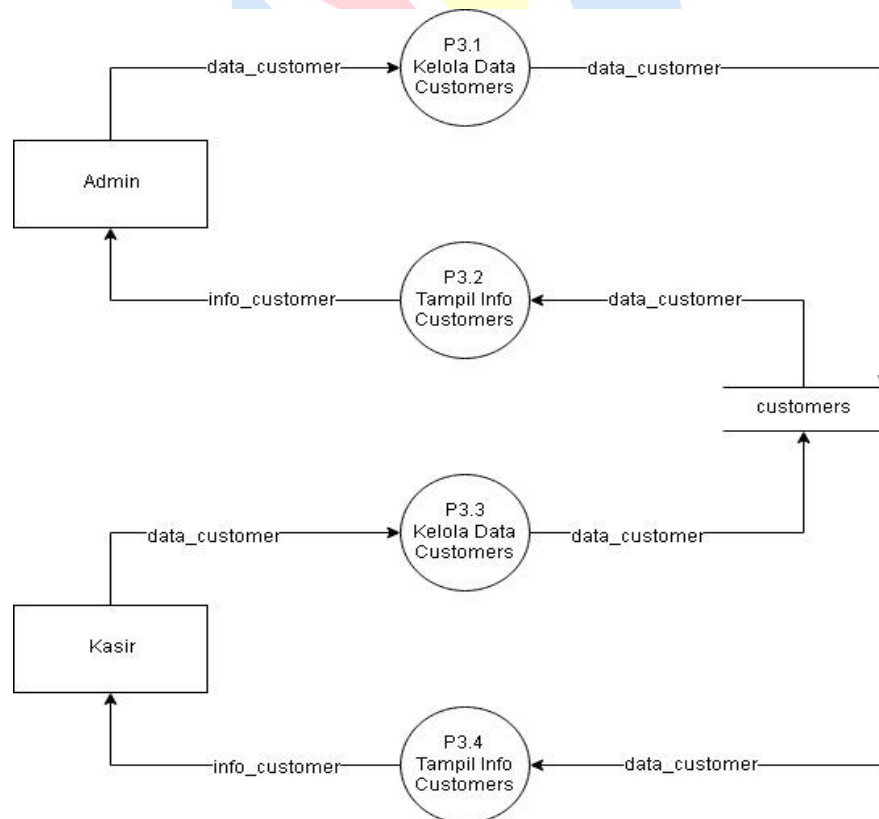 P3.1
Kelola Data
Customers
data_customer
data_customer
Admin
P3.2
Tampil Info
Customers
info_customer
data_customer
customers
P3.3
Kelola Data
Customers
data_customer
data_customer
Kasir
P3.4
Tampil Info
Customers
info_customer
data_customer